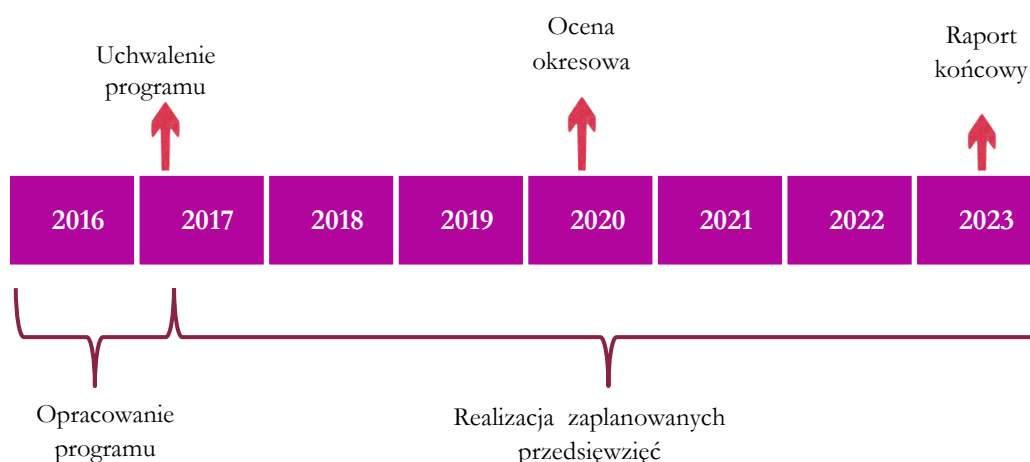 Uchwalenie
programu
Ocena
okresowa
Raport
końcowy
2016 2017 2018 2019 2020 2021 2022 2023
Opracowanie
programu
Realizacja zaplanowanych
przedsięwzięć